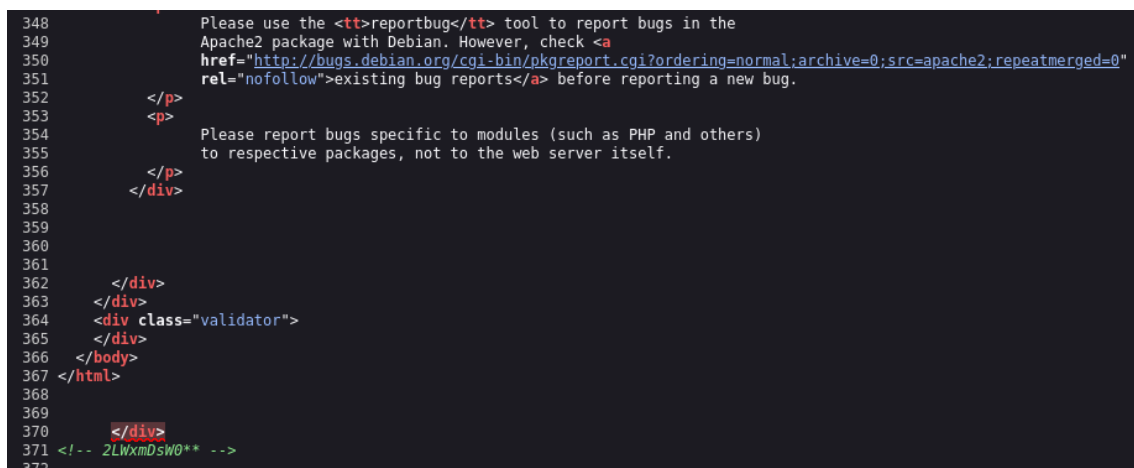 348 Please use the <tt>reportbug</tt> tool to report bugs in the
349 Apache2 package with Debian. However, check <a
350 href="http://bugs.debian.org/cgi-bin/pkgreport.cgi?ordering=normal;archive=0;src=apache2;repeatmerged=0"
351 rel="nofollow">existing bug reports</a> before reporting a new bug.
352 </p>
353 <p>
354 Please report bugs specific to modules (such as PHP and others)
355 to respective packages, not to the web server itself.
356 </p>
357 </div>
358
359
360
361
362 </div>
363 </div>
364 <div class="validator">
365 </div>
366 </body>
367 </html>
368
369
370 </div>
371 <!-- 2LWxmDsW0** -->